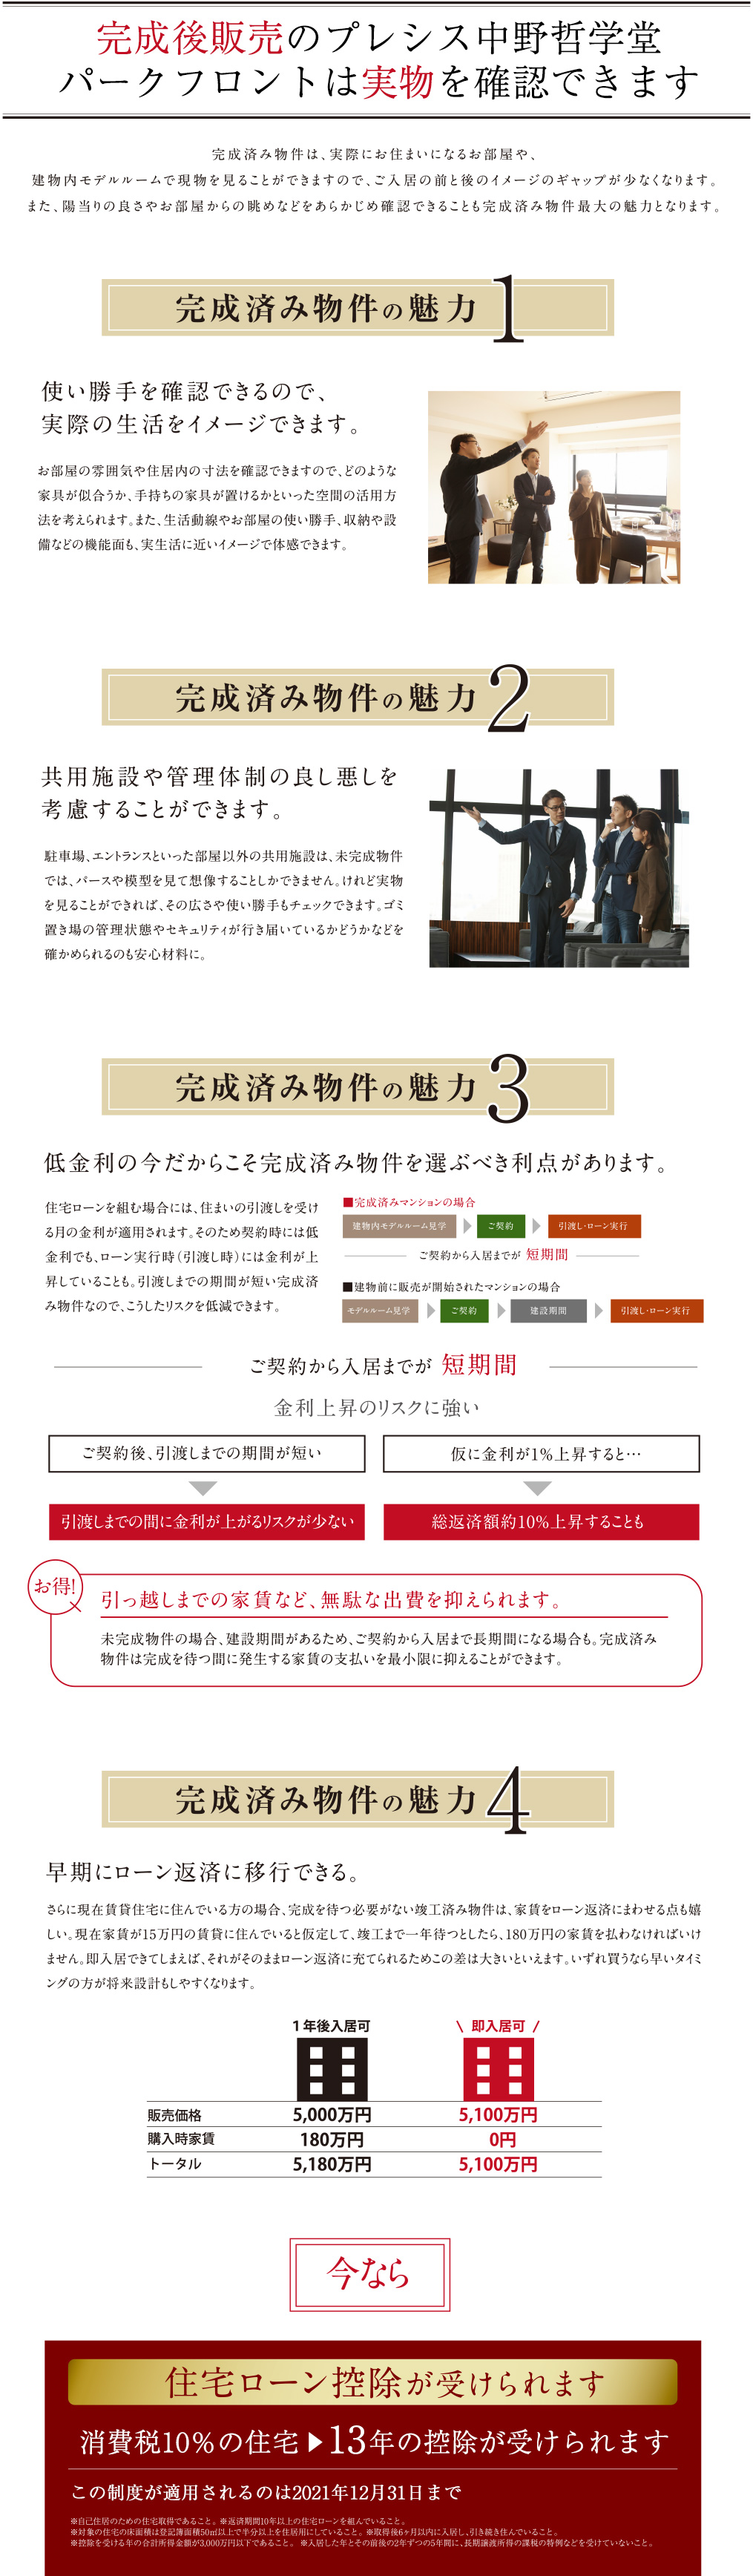 完成後販売のプレシス中野哲学堂
パークフロントは実物を確認できます
完成済み物件は、実際にお住まいになるお部屋や、
建物内モデルルームで現物を見ることができますので、ご入居の前と後のイメージのギャップが少なくなります。
また、陽当りの良さやお部屋からの眺めなどをあらかじめ確認できることも完成済み物件最大の魅力となります。
完成済み物件の魅力1
使い勝手を確認できるので、
実際の生活をイメージできます。
お部屋の雰囲気や住居内の寸法を確認できますので、どのような
家具が似合うか、手持ちの家具が置けるかといった空間の活用方
法を考えられます。また、生活動線やお部屋の使い勝手、収納や設
備などの機能面も、実生活に近いイメージで体感できます。
完成済み物件の魅力2
共用施設や管理体制の良し悪しを
考慮することができます。
駐車場、エントランスといった部屋以外の共用施設は、未完成物件
では、パースや模型を見て想像することしかできません。けれど実物
を見ることができれば、その広さや使い勝手もチェックできます。ゴミ
置き場の管理状態やセキュリティが行き届いているかどうかなどを
確かめられるのも安心材料に。
完成済み物件の魅力3
低金利の今だからこそ完成済み物件を選ぶべき利点があります。
住宅ローンを組む場合には、住まいの引渡しを受け
る月の金利が適用されます。そのため契約時には低
金利でも、ローン実行時(引渡し時)には金利が上
昇していることも。引渡しまでの期間が短い完成済
み物件なので、こうしたリスクを低減できます。
■完成済みマンションの場合
建物内モデルルーム見学 ご契約 引渡し・ローン実行
ご契約から入居までが 短期間
■建物前に販売が開始されたマンションの場合
モデルルーム見学 ご契約 建設期間 引渡し・ローン実行
ご契約から入居までが 短期間
金利上昇のリスクに強い
ご契約後、引渡しまでの期間が短い
引渡しまでの間に金利が上がるリスクが少ない
仮に金利が1%上昇すると…
総返済額約10%上昇することも
お得!
引っ越しまでの家賃など、無駄な出費を抑えられます。
未完成物件の場合、建設期間があるため、ご契約から入居まで長期間になる場合も。完成済み
物件は完成を待つ間に発生する家賃の支払いを最小限に抑えることができます。
完成済み物件の魅力4
早期にローン返済に移行できる。
さらに現在賃貸住宅に住んでいる方の場合、完成を待つ必要がない竣工済み物件は、家賃をローン返済にまわせる点も嬉
しい。現在家賃が15万円の賃貸に住んでいると仮定して、竣工まで一年待つとしたら、180万円の家賃を払わなければいけ
ません。即入居できてしまえば、それがそのままローン返済に充てられるためこの差は大きいといえます。いずれ買うなら早いタイミ
ングの方が将来設計もしやすくなります。
1年後入居可 \ 即入居可 /
販売価格 5,000万円 5,100万円
購入時家賃 180万円 0円
トータル 5,180万円 5,100万円
今なら
住宅ローン控除が受けられます
消費税10%の住宅▶13年の控除が受けられます
この制度が適用されるのは2021年12月31日まで
※自己住居のための住宅取得であること。 ※返済期間10年以上の住宅ローンを組んでいること。
※対象の住宅の床面積は登記簿面積50㎡以上で半分以上を住居用にしていること。 ※取得後6ヶ月以内に入居し、引き続き住んでいること。
※控除を受ける年の合計所得金額が3,000万円以下であること。 ※入居した年とその前後の2年ずつの5年間に、長期譲渡所得の課税の特例などを受けていないこと。